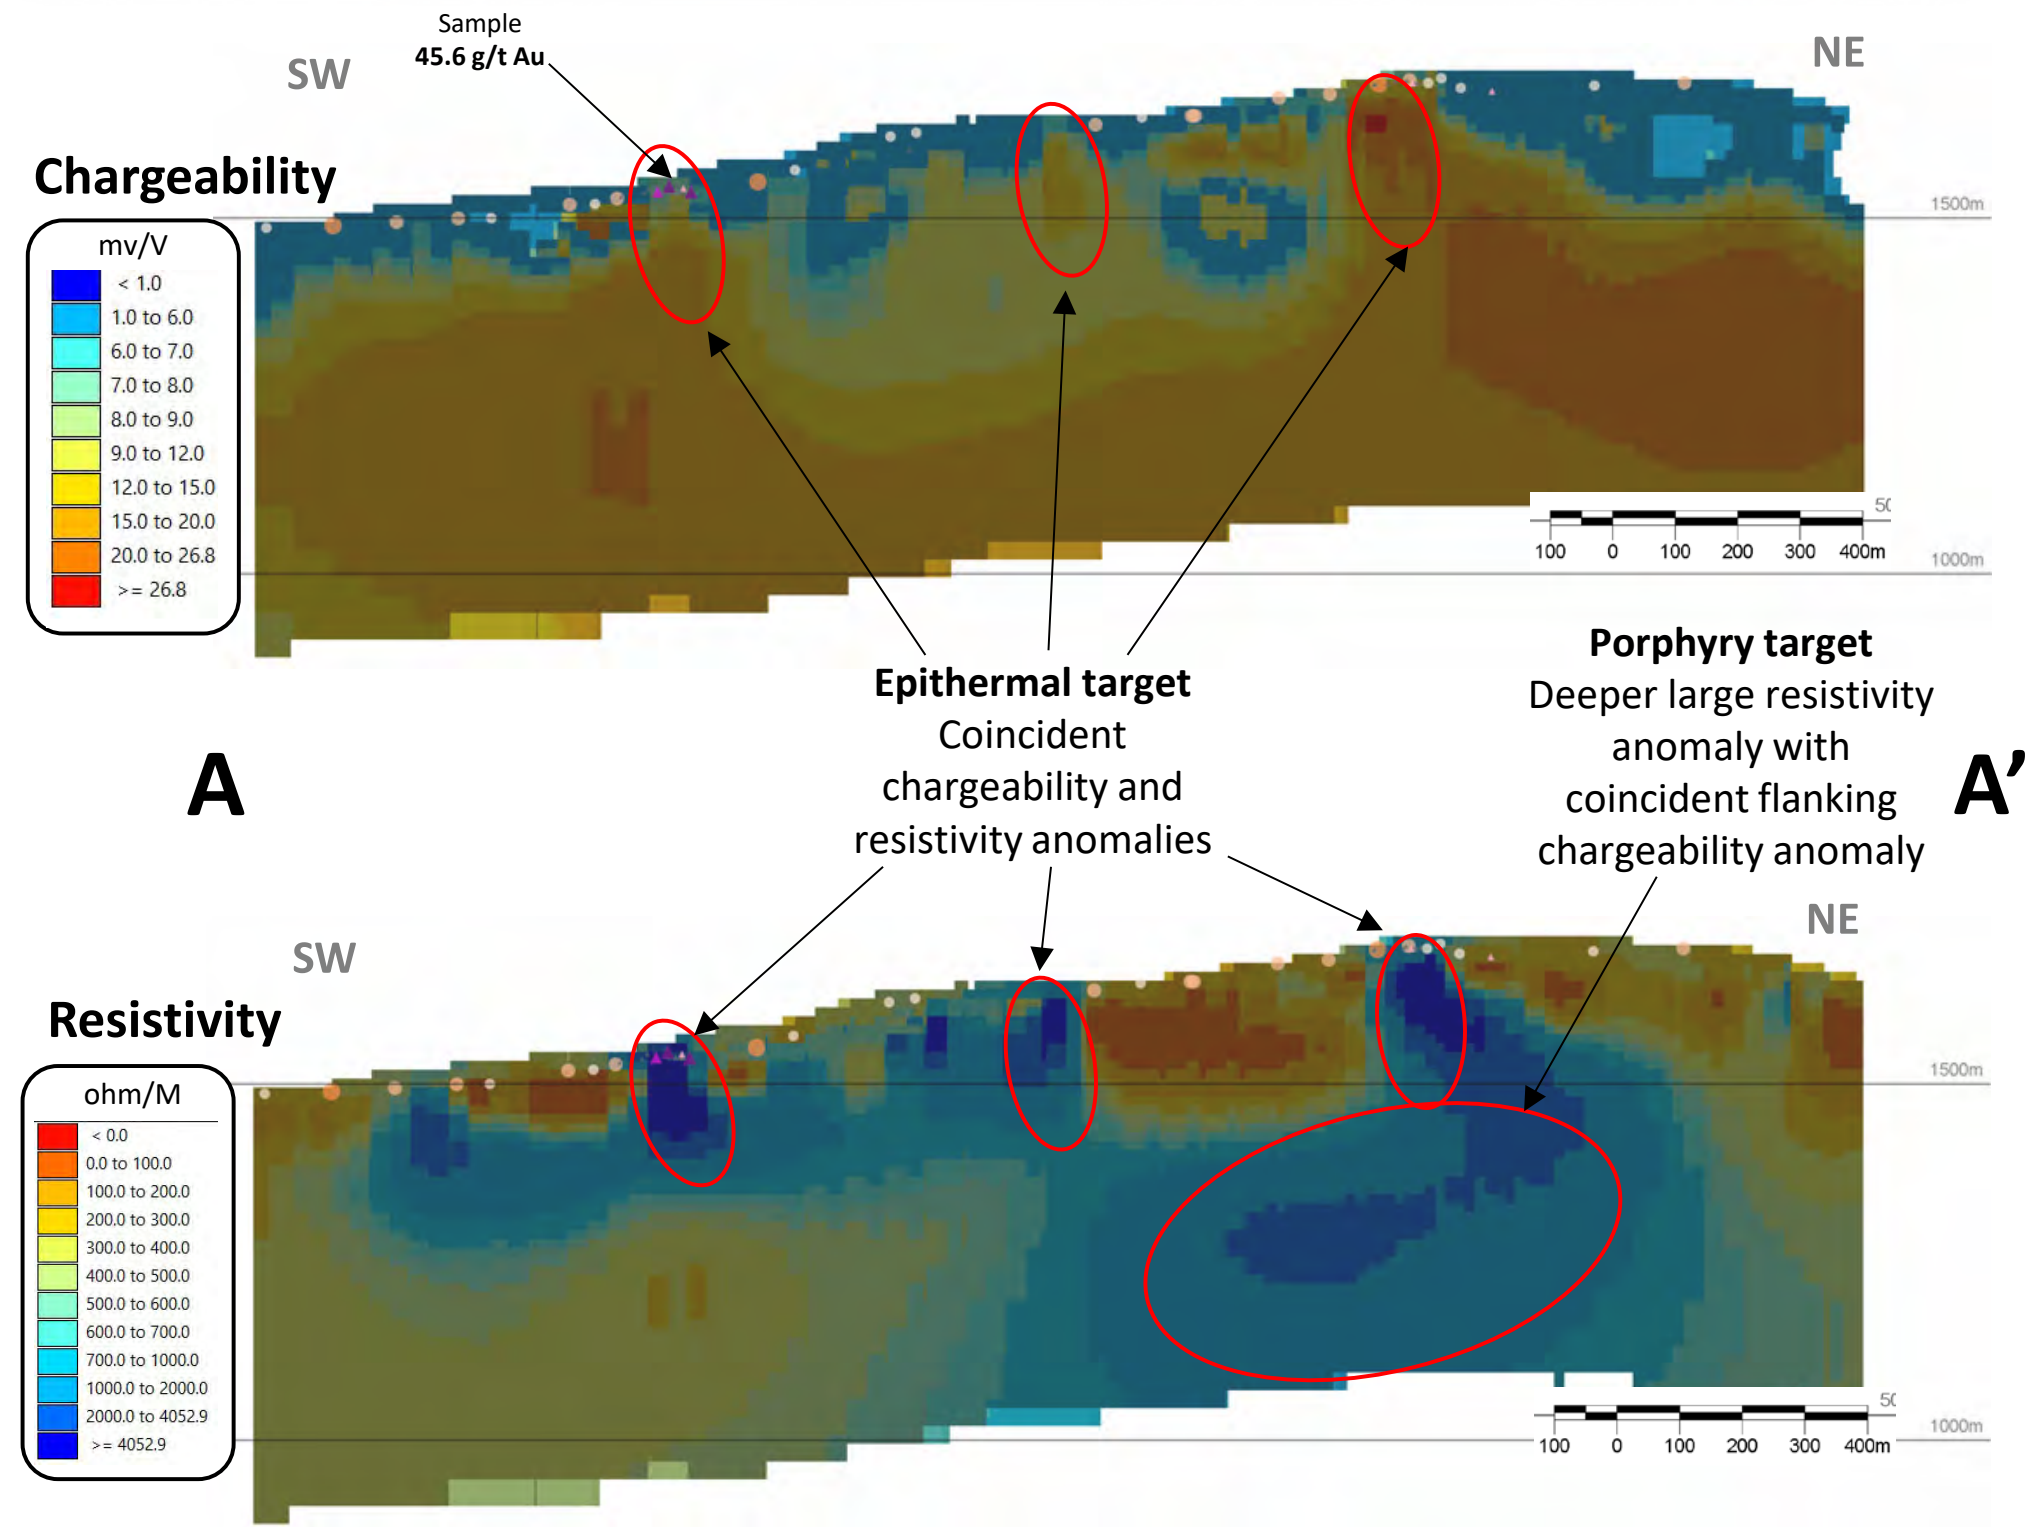 Sample
45.6 g/t Au
SW
NE
Chargeability
mv/V
< 1.0
1.0 to 6.0
6.0 to 7.0
7.0 to 8.0
8.0 to 9.0
9.0 to 12.0
12.0 to 15.0
15.0 to 20.0
20.0 to 26.8
>= 26.8
1500m
50
100 0 100 200 300 400m
1000m
Epithermal target
Coincident
chargeability and
resistivity anomalies
Porphyry target
Deeper large resistivity
anomaly with
coincident flanking
chargeability anomaly
A
A’
SW
NE
Resistivity
ohm/M
< 0.0
0.0 to 100.0
100.0 to 200.0
200.0 to 300.0
300.0 to 400.0
400.0 to 500.0
500.0 to 600.0
600.0 to 700.0
700.0 to 1000.0
1000.0 to 2000.0
2000.0 to 4052.9
>= 4052.9
1500m
50
100 0 100 200 300 400m
1000m